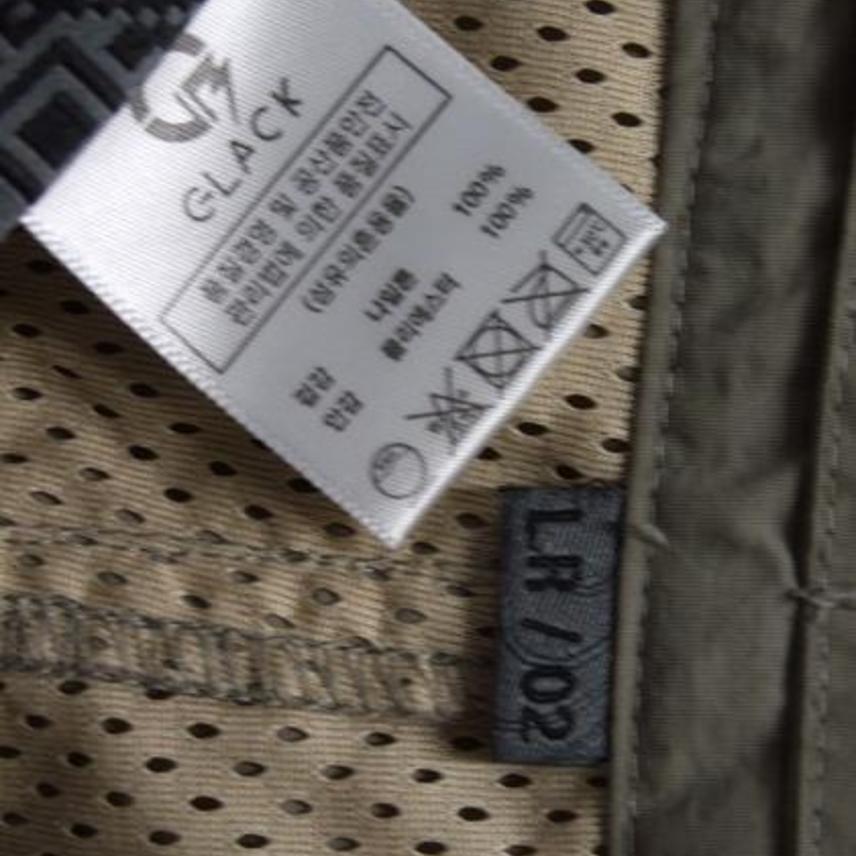 GLACK
품질경영 및 공산품안전
관리법에 의한 품질표시
(섬유의혼용률)
겉감 나일론 100%
안감 폴리에스터 100%
LR / 02